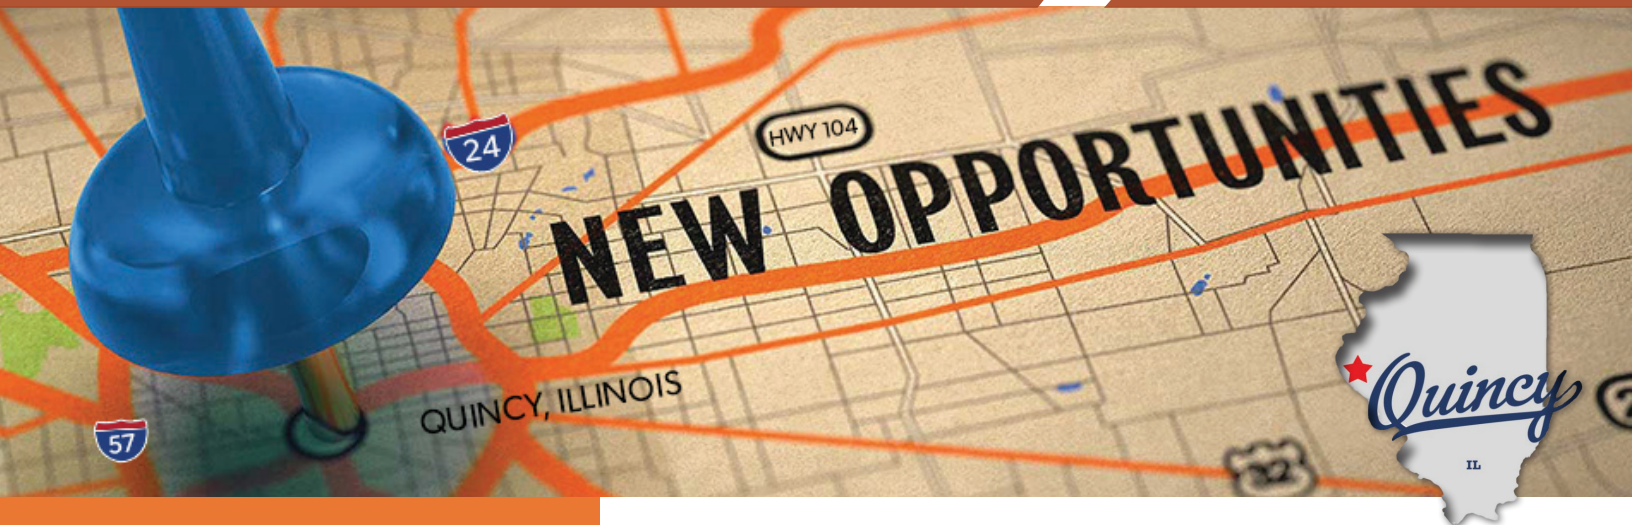 24
HWY 104
NEW OPPORTUNITIES
QUINCY, ILLINOIS
57
Quincy
IL